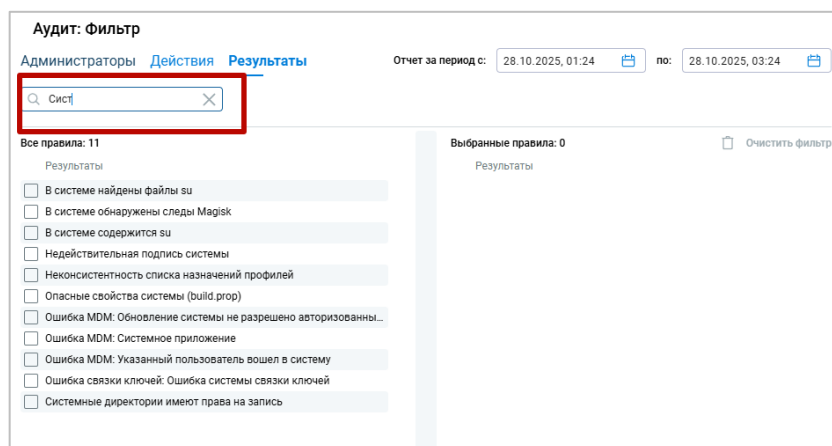 Аудит: Фильтр
Администраторы Действия Результаты Отчет за период с: 28.10.2025, 01:24 по: 28.10.2025, 03:24
Сист
Все правила: 11 Выбранные правила: 0 Очистить фильтр
Результаты Результаты
В системе найдены файлы su
В системе обнаружены следы Magisk
В системе содержится su
Недействительная подпись системы
Неконсистентность списка назначений профилей
Опасные свойства системы (build.prop)
Ошибка MDM: Обновление системы не разрешено авторизованны...
Ошибка MDM: Системное приложение
Ошибка MDM: Указанный пользователь вошел в систему
Ошибка связки ключей: Ошибка системы связки ключей
Системные директории имеют права на запись